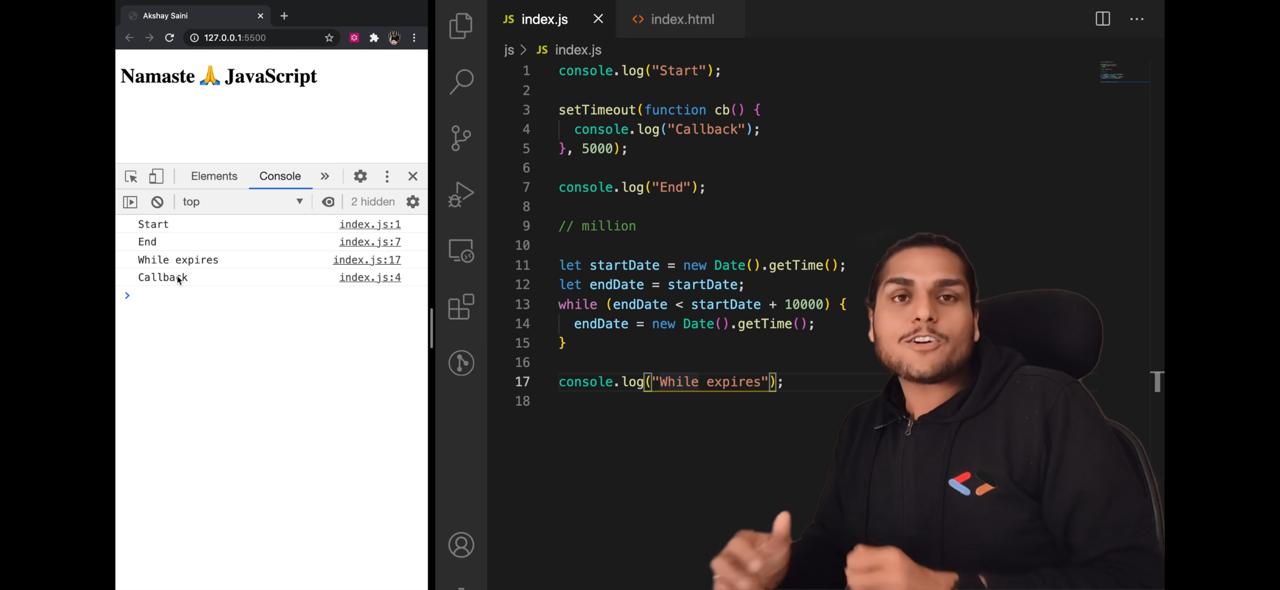 Akshay Saini
127.0.0.1:5500
Namaste 🙏 JavaScript
Elements Console »
top 2 hidden
Start index.js:1
End index.js:7
While expires index.js:17
Callback index.js:4
>
JS index.js <> index.html
js > JS index.js
1 console.log("Start");
2
3 setTimeout(function cb() {
4 console.log("Callback");
5 }, 5000);
6
7 console.log("End");
8
9 // million
10
11 let startDate = new Date().getTime();
12 let endDate = startDate;
13 while (endDate < startDate + 10000) {
14 endDate = new Date().getTime();
15 }
16
17 console.log("While expires");
18